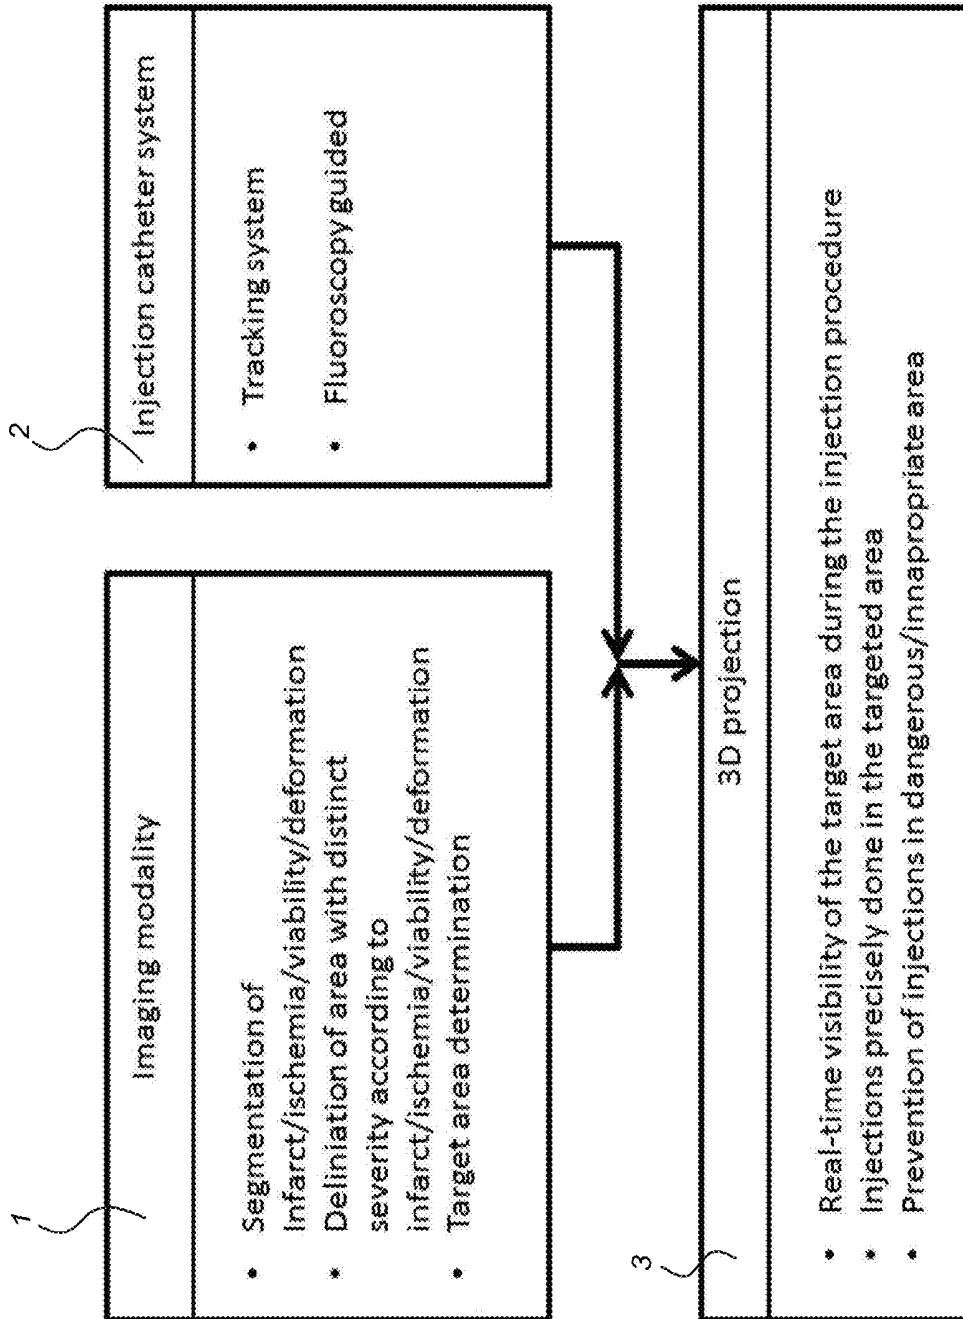 1
Imaging modality
• Segmentation of
Infarct/ischemia/viability/deformation
• Deliniation of area with distinct
severity according to
infarct/ischemia/viability/deformation
• Target area determination
2
Injection catheter system
• Tracking system
• Fluoroscopy guided
3
3D projection
• Real-time visibility of the target area during the injection procedure
• Injections precisely done in the targeted area
• Prevention of injections in dangerous/innapropriate area